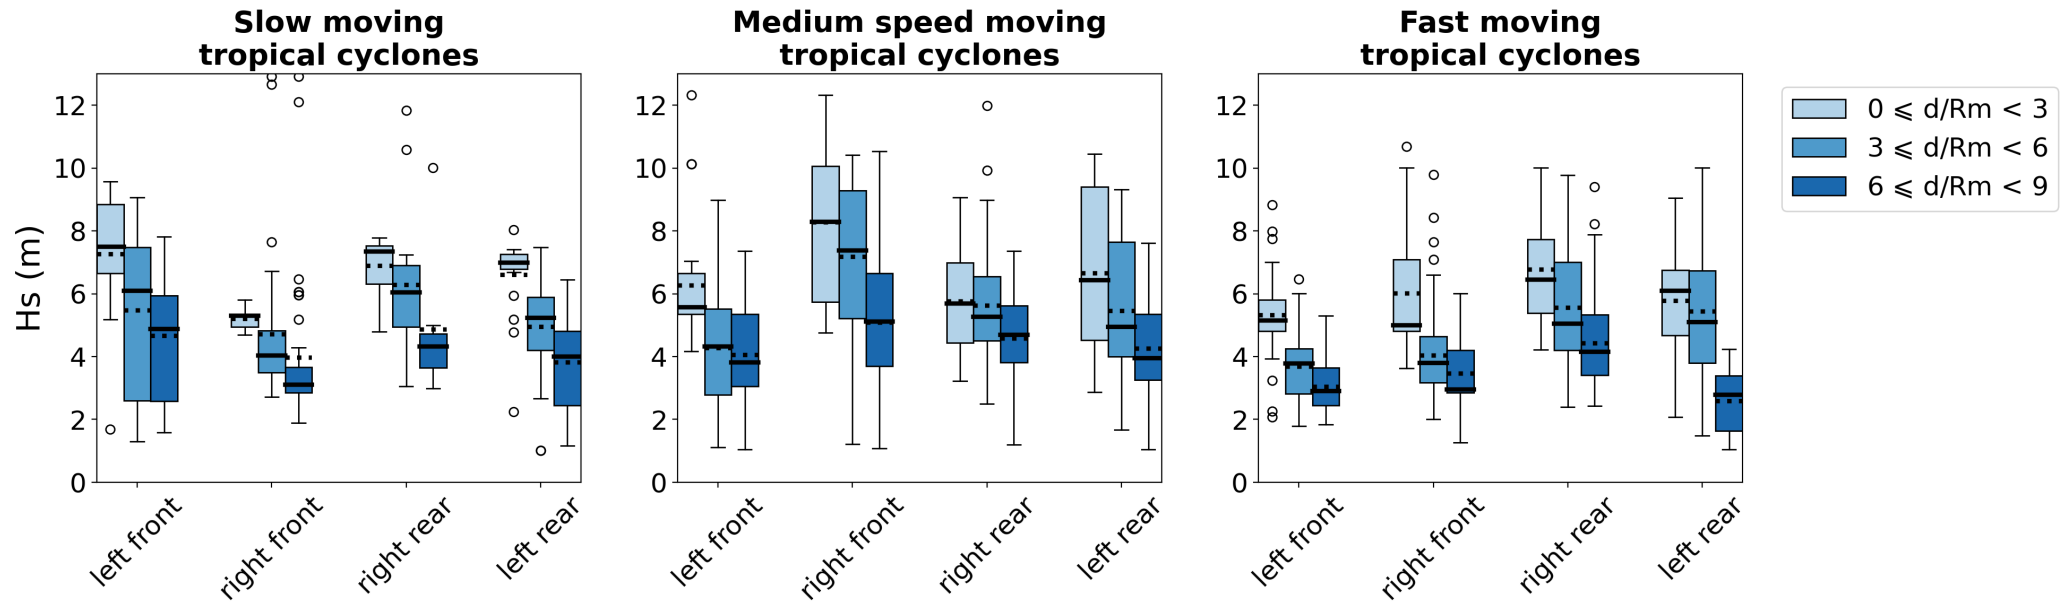 Slow moving
tropical cyclones
Medium speed moving
tropical cyclones
Fast moving
tropical cyclones
Hs (m)
12
10
8
6
4
2
0
left front
right front
right rear
left rear
12
10
8
6
4
2
0
left front
right front
right rear
left rear
12
10
8
6
4
2
0
left front
right front
right rear
left rear
0 ⩽ d/Rm < 3
3 ⩽ d/Rm < 6
6 ⩽ d/Rm < 9